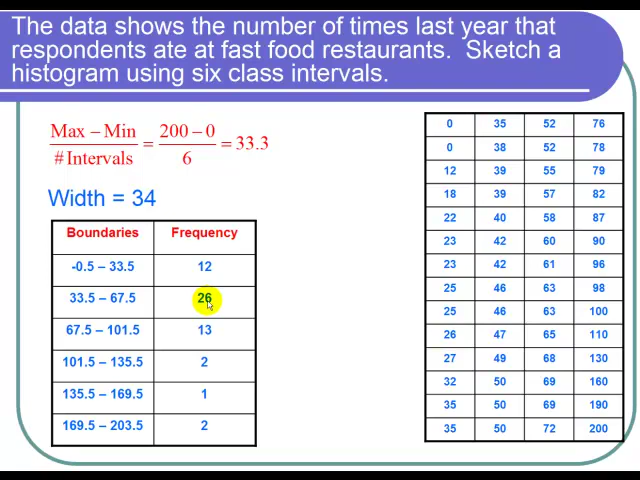 The data shows the number of times last year that
respondents ate at fast food restaurants. Sketch a
histogram using six class intervals.
Max – Min / # Intervals = 200 – 0 / 6 = 33.3
Width = 34
Boundaries Frequency
-0.5 – 33.5 12
33.5 – 67.5 26
67.5 – 101.5 13
101.5 – 135.5 2
135.5 – 169.5 1
169.5 – 203.5 2
0 35 52 76
0 38 52 78
12 39 55 79
18 39 57 82
22 40 58 87
23 42 60 90
23 42 61 96
25 46 63 98
25 46 63 100
26 47 65 110
27 49 68 130
32 50 69 160
35 50 69 190
35 50 72 200